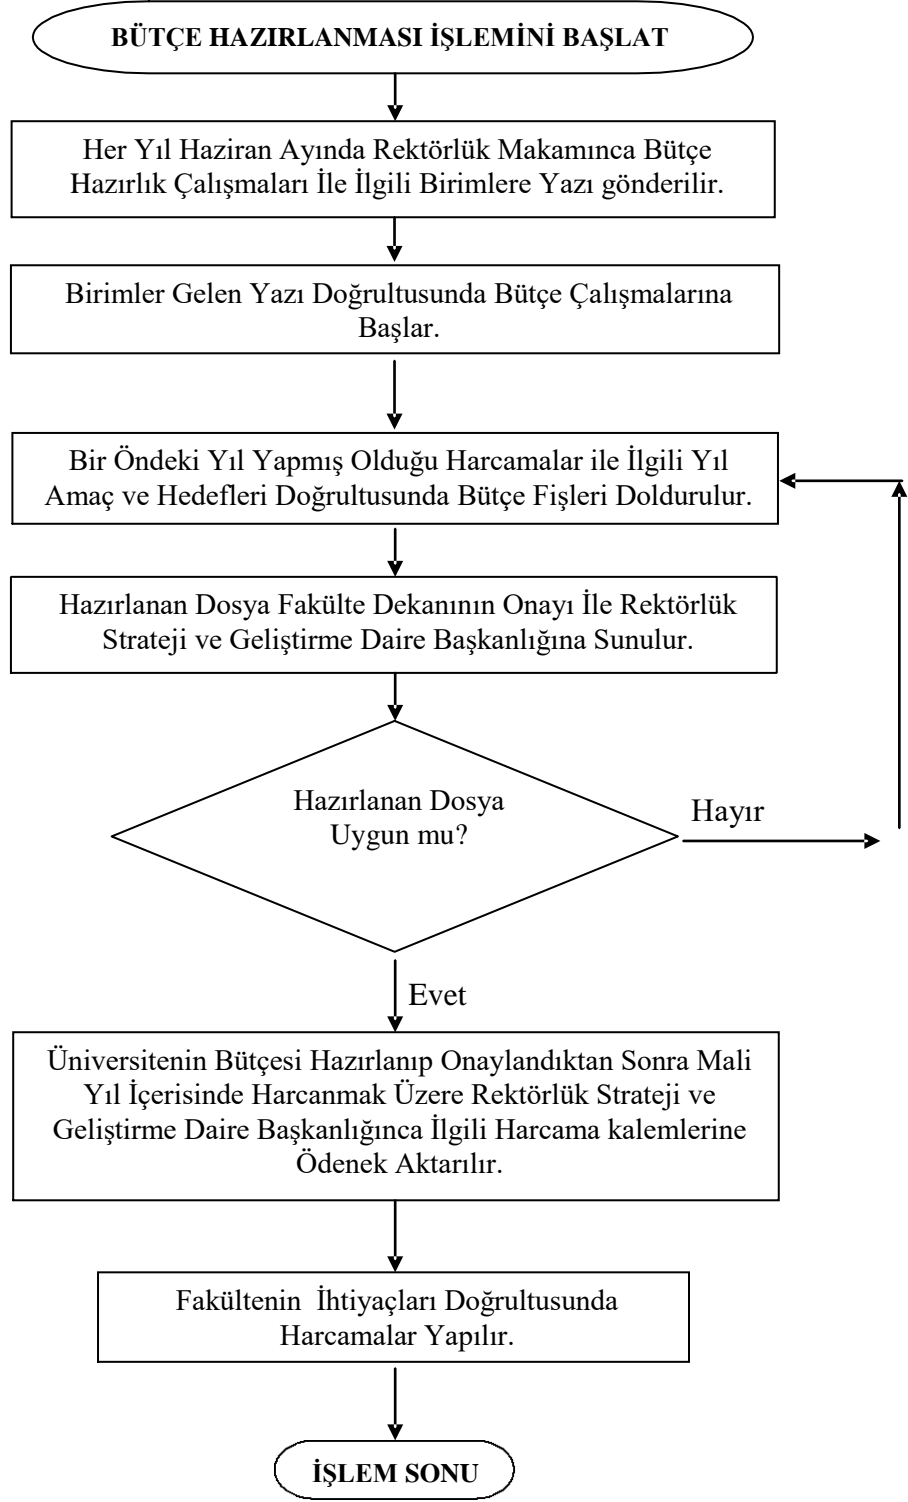 BÜTÇE HAZIRLANMASI İŞLEMİNİ BAŞLAT
Her Yıl Haziran Ayında Rektörlük Makamınca Bütçe
Hazırlık Çalışmaları İle İlgili Birimlere Yazı gönderilir.
Birimler Gelen Yazı Doğrultusunda Bütçe Çalışmalarına
Başlar.
Bir Öndeki Yıl Yapmış Olduğu Harcamalar ile İlgili Yıl
Amaç ve Hedefleri Doğrultusunda Bütçe Fişleri Doldurulur.
Hazırlanan Dosya Fakülte Dekanının Onayı İle Rektörlük
Strateji ve Geliştirme Daire Başkanlığına Sunulur.
Hazırlanan Dosya
Uygun mu?
Hayır
Evet
Üniversitenin Bütçesi Hazırlanıp Onaylandıktan Sonra Mali
Yıl İçerisinde Harcanmak Üzere Rektörlük Strateji ve
Geliştirme Daire Başkanlığınca İlgili Harcama kalemlerine
Ödenek Aktarılır.
Fakültenin İhtiyaçları Doğrultusunda
Harcamalar Yapılır.
İŞLEM SONU